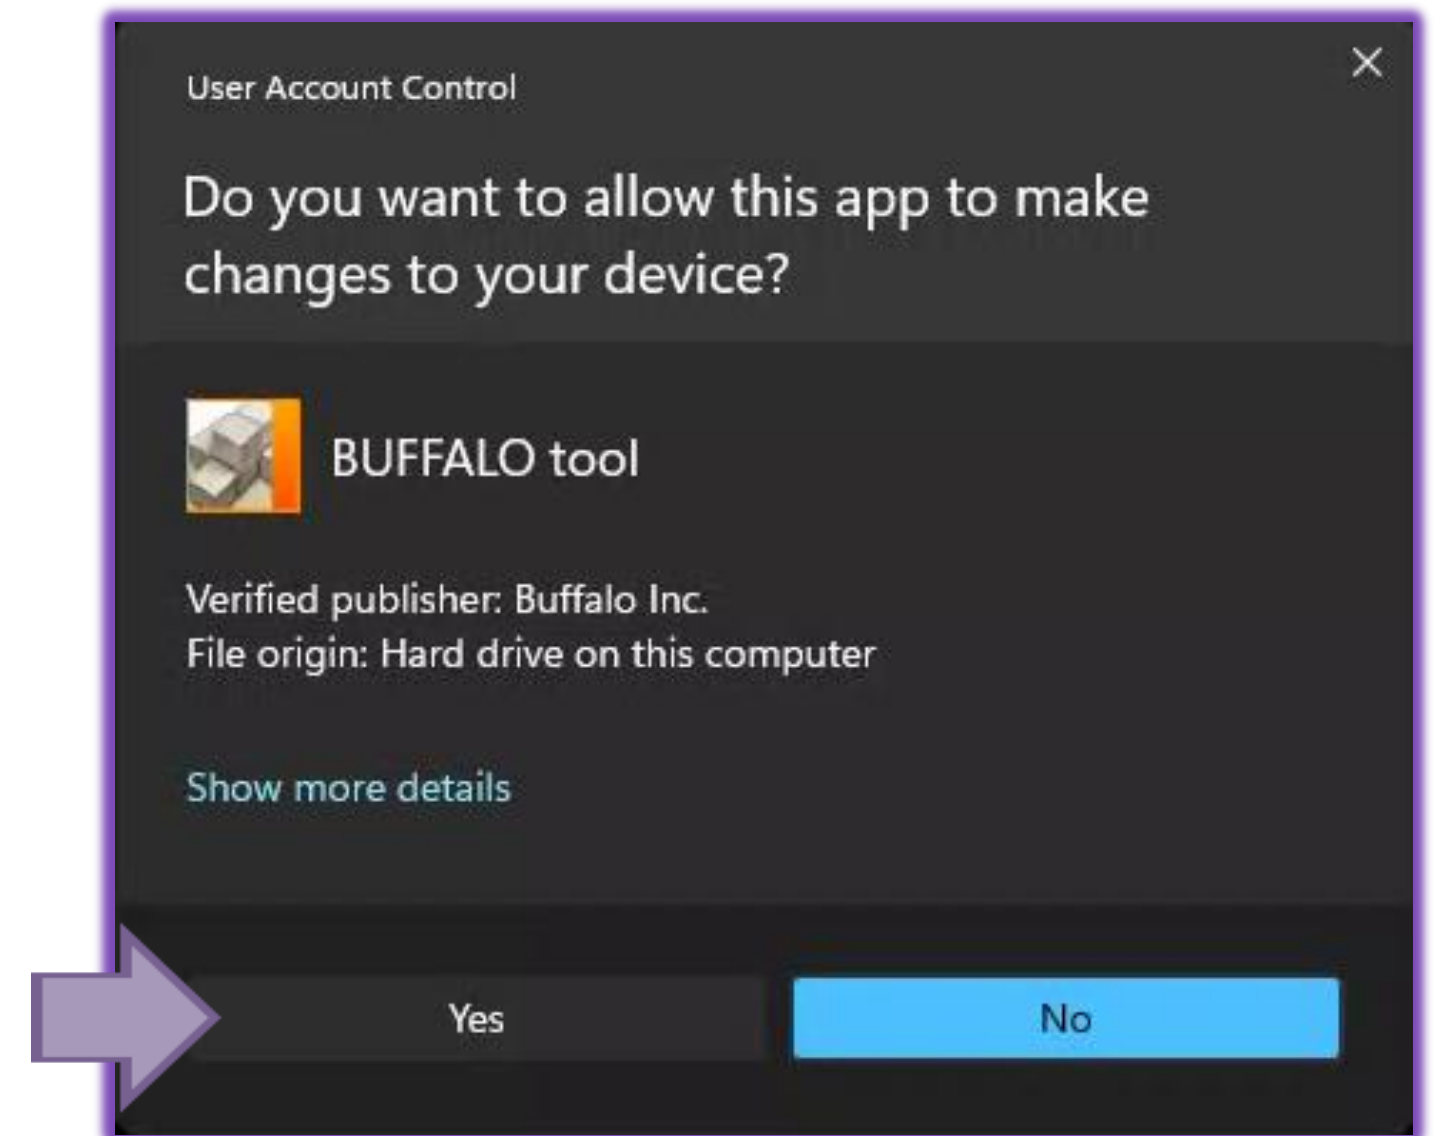 User Account Control
Do you want to allow this app to make
changes to your device?
BUFFALO tool
Verified publisher: Buffalo Inc.
File origin: Hard drive on this computer
Show more details
Yes
No